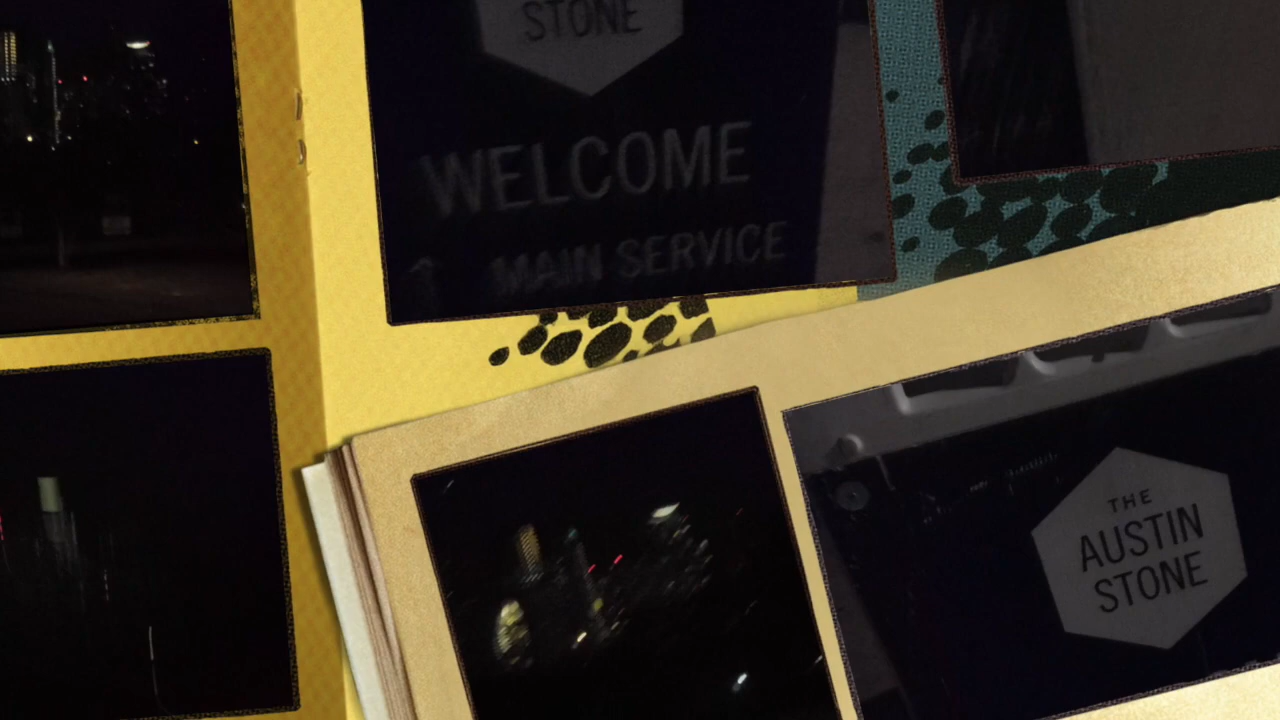 STONE
WELCOME
↑ MAIN SERVICE
THE
AUSTIN
STONE